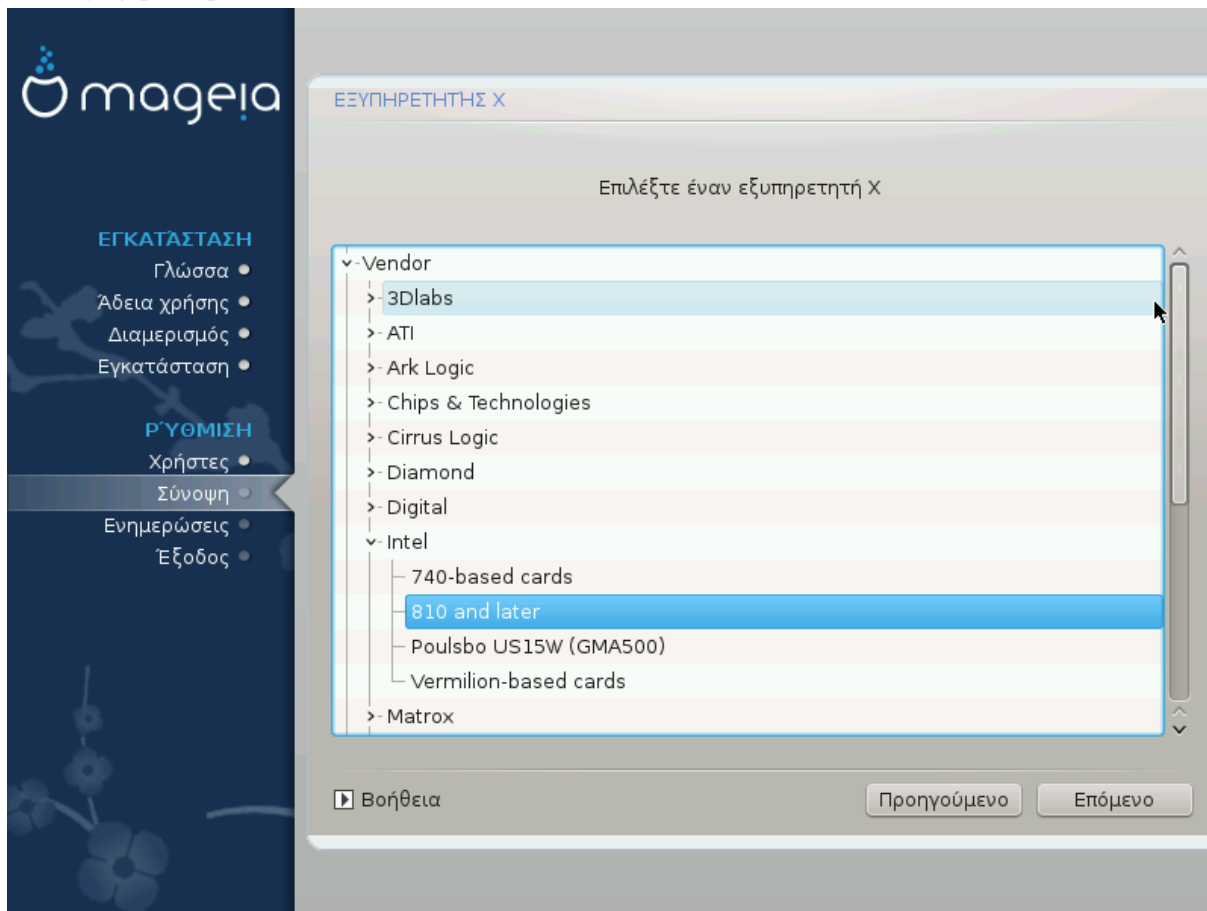 mageia
ΕΓΚΑΤΆΣΤΑΣΗ
Γλώσσα
Άδεια χρήσης
Διαμερισμός
Εγκατάσταση
ΡΎΘΜΙΣΗ
Χρήστες
Σύνοψη
Ενημερώσεις
Έξοδος
ΕΞΥΠΗΡΕΤΗΤΉΣ X
Επιλέξτε έναν εξυπηρετητή X
Vendor
3Dlabs
ATI
Ark Logic
Chips & Technologies
Cirrus Logic
Diamond
Digital
Intel
740-based cards
810 and later
Poulsbo US15W (GMA500)
Vermilion-based cards
Matrox
Βοήθεια
Προηγούμενο
Επόμενο